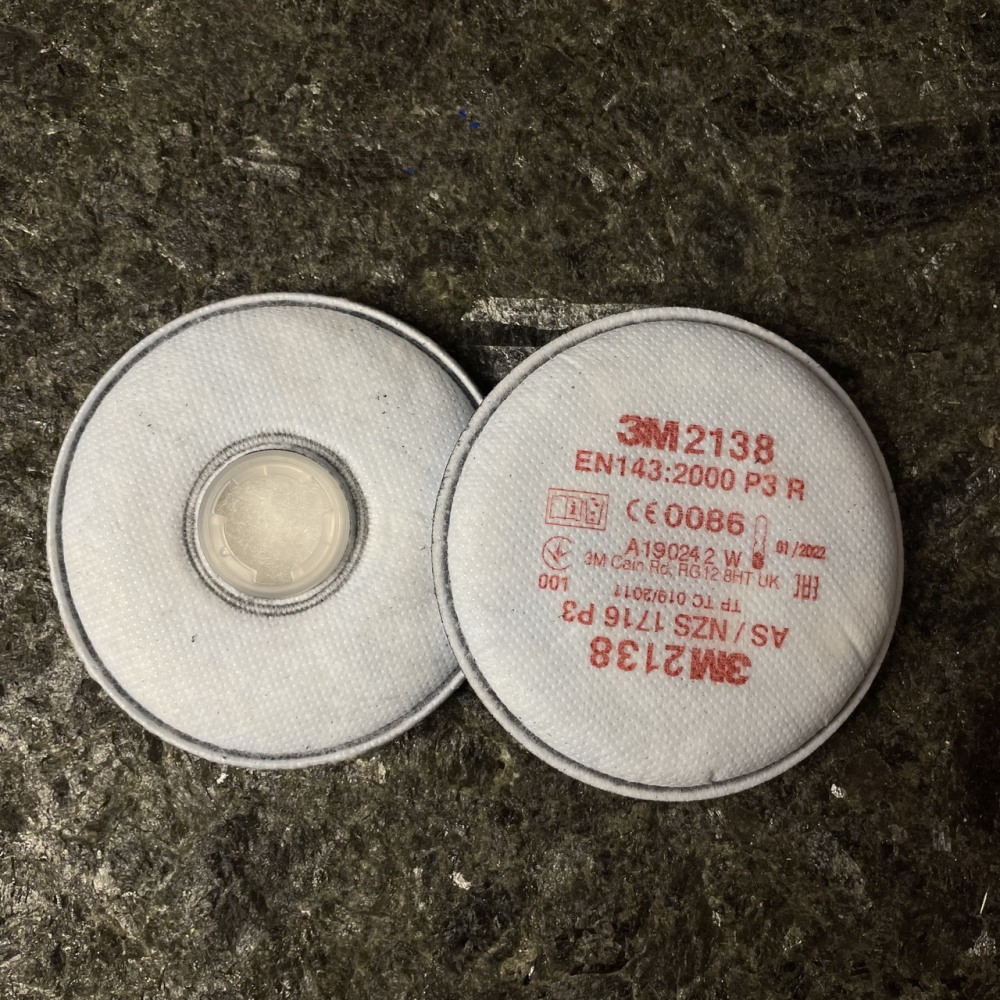 3M 2138
EN143:2000 P3 R
CE 0086
A19024 2 W
01/2022
3M Cain Rd, RG12 8HT UK
EAC
001
TP TC 019/2011
AS / NZS 1716 P3
3M 2138